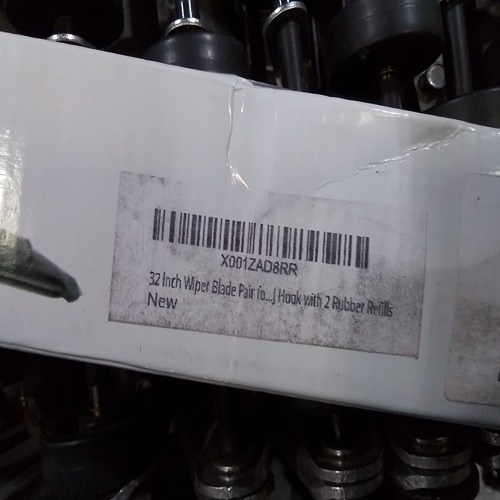 X001ZAD8RR
32 Inch Wiper Blade Pair fo...J Hook with 2 Rubber Refills
New